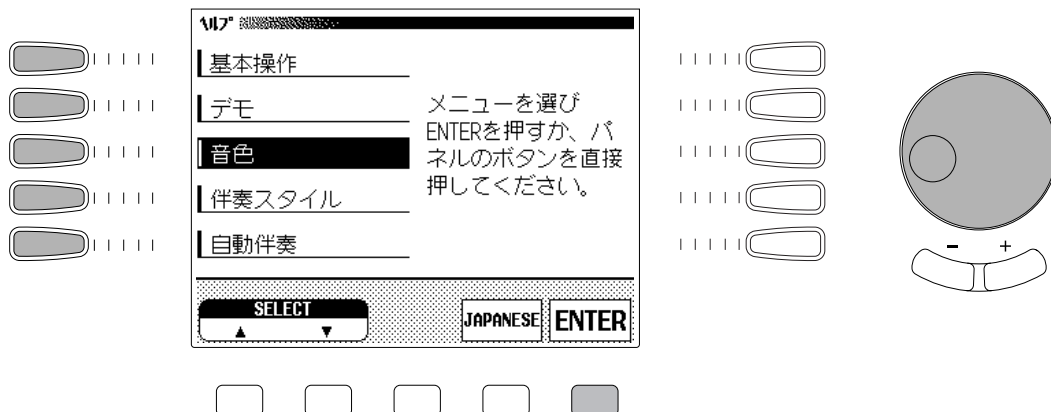 ﾍﾙﾌﾟ
基本操作
デモ
音色
伴奏スタイル
自動伴奏
メニューを選び
ENTERを押すか、パ
ネルのボタンを直接
押してください。
SELECT
▲ ▼
JAPANESE
ENTER
− +